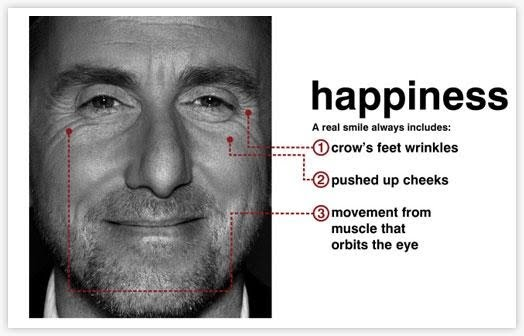 happiness
A real smile always includes:
1 crow's feet wrinkles
2 pushed up cheeks
3 movement from
muscle that
orbits the eye